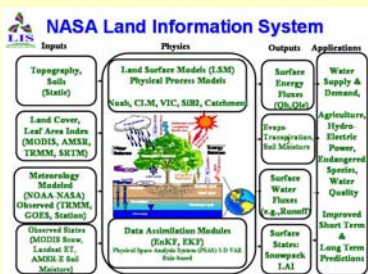 LIS
NASA Land Information System
Inputs
Physics
Outputs
Applications
Topography,
Soils
(Static)
Land Cover,
Leaf Area Index
(MODIS, AMSR,
TRMM, SRTM)
Meteorology
Modeled
(NOAA-NASA)
Observed (TRMM,
GOES, Station)
Observed States
(MODIS Snow,
Landsat ET,
AMSR-E Soil
Moisture)
Land Surface Models (LSM)
Physical Process Models
Noah, CLM, VIC, SiB2, Catchment
Data Assimilation Modules
(EnKF, EKF)
Physical Space Analysis System (PSAS) 1-D VAR
Rule-based
Surface
Energy
Fluxes
(Qh,Qle)
Evapo-
Transpiration,
Soil Moisture
Surface
Water
Fluxes
(e.g.,Runoff)
Surface
States:
Snowpack
LAI
Water
Supply &
Demand,
Agriculture,
Hydro-
Electric
Power,
Endangered
Species,
Water
Quality
Improved
Short Term &
Long Term
Predictions